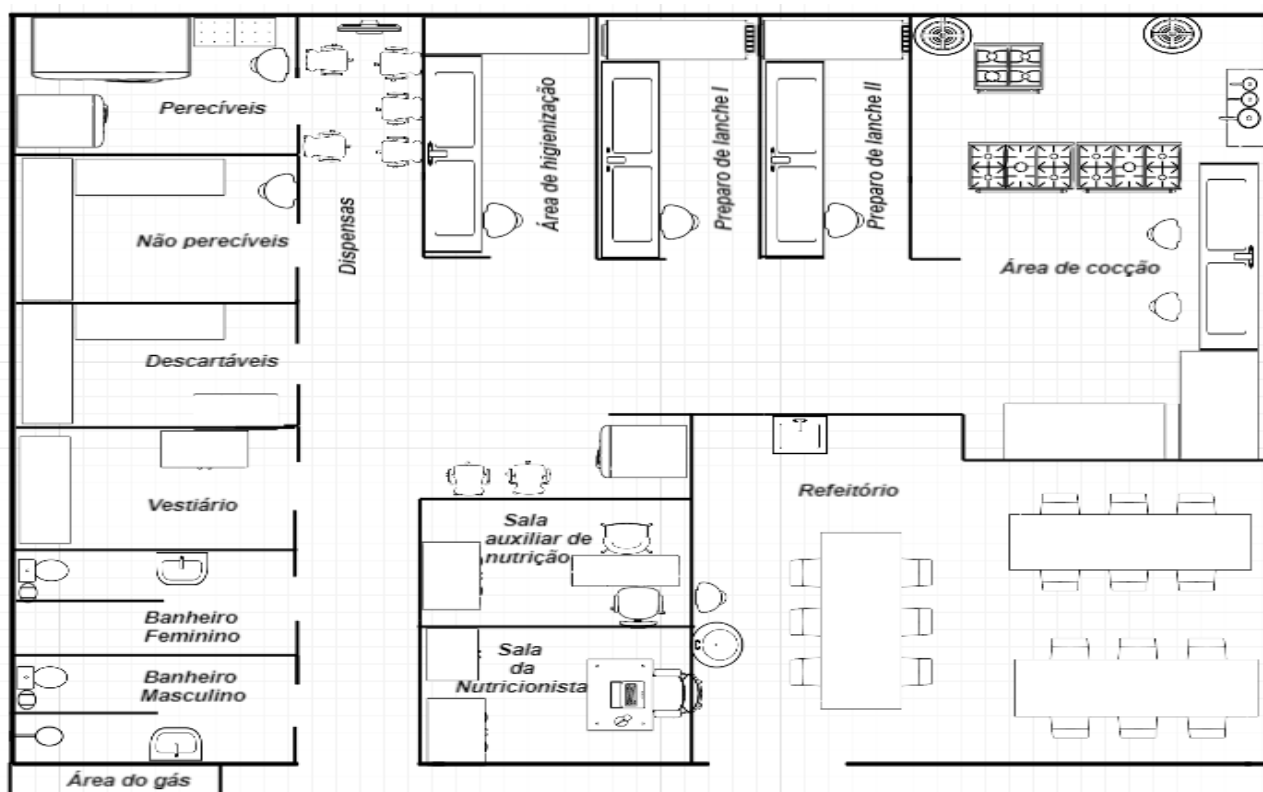 Perecíveis
Não perecíveis
Descartáveis
Vestiário
Banheiro
Feminino
Banheiro
Masculino
Área do gás
Dispensas
Área de higienização
Preparo de lanche I
Preparo de lanche II
Área de cocção
Sala
auxiliar de
nutrição
Sala
da
Nutricionista
Refeitório